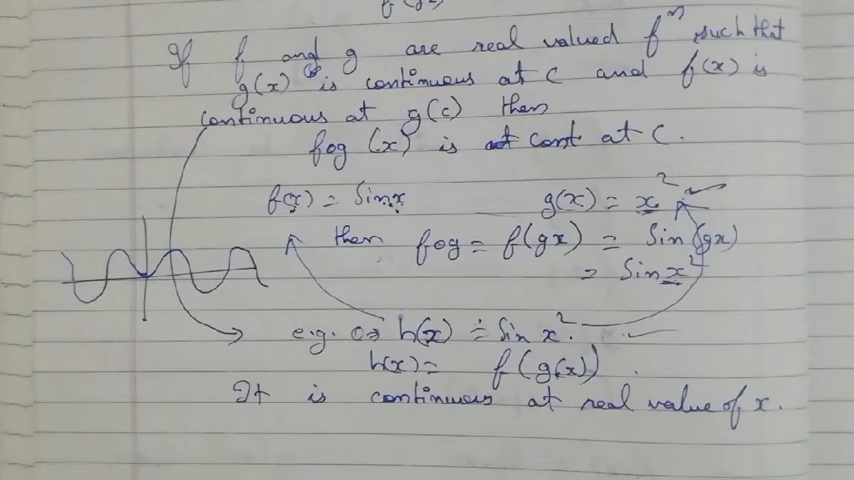 If f and g are real valued fⁿ such that
g(x) is continuous at c and f(x) is
continuous at g(c) then
fog (x) is cont at c.
f(x) = Sinx g(x) = x²
then fog = f(gx) = Sin (gx)
= Sin x²
e.g. h(x) = Sin x².
h(x) = f(g(x)).
It is continuous at real value of x.